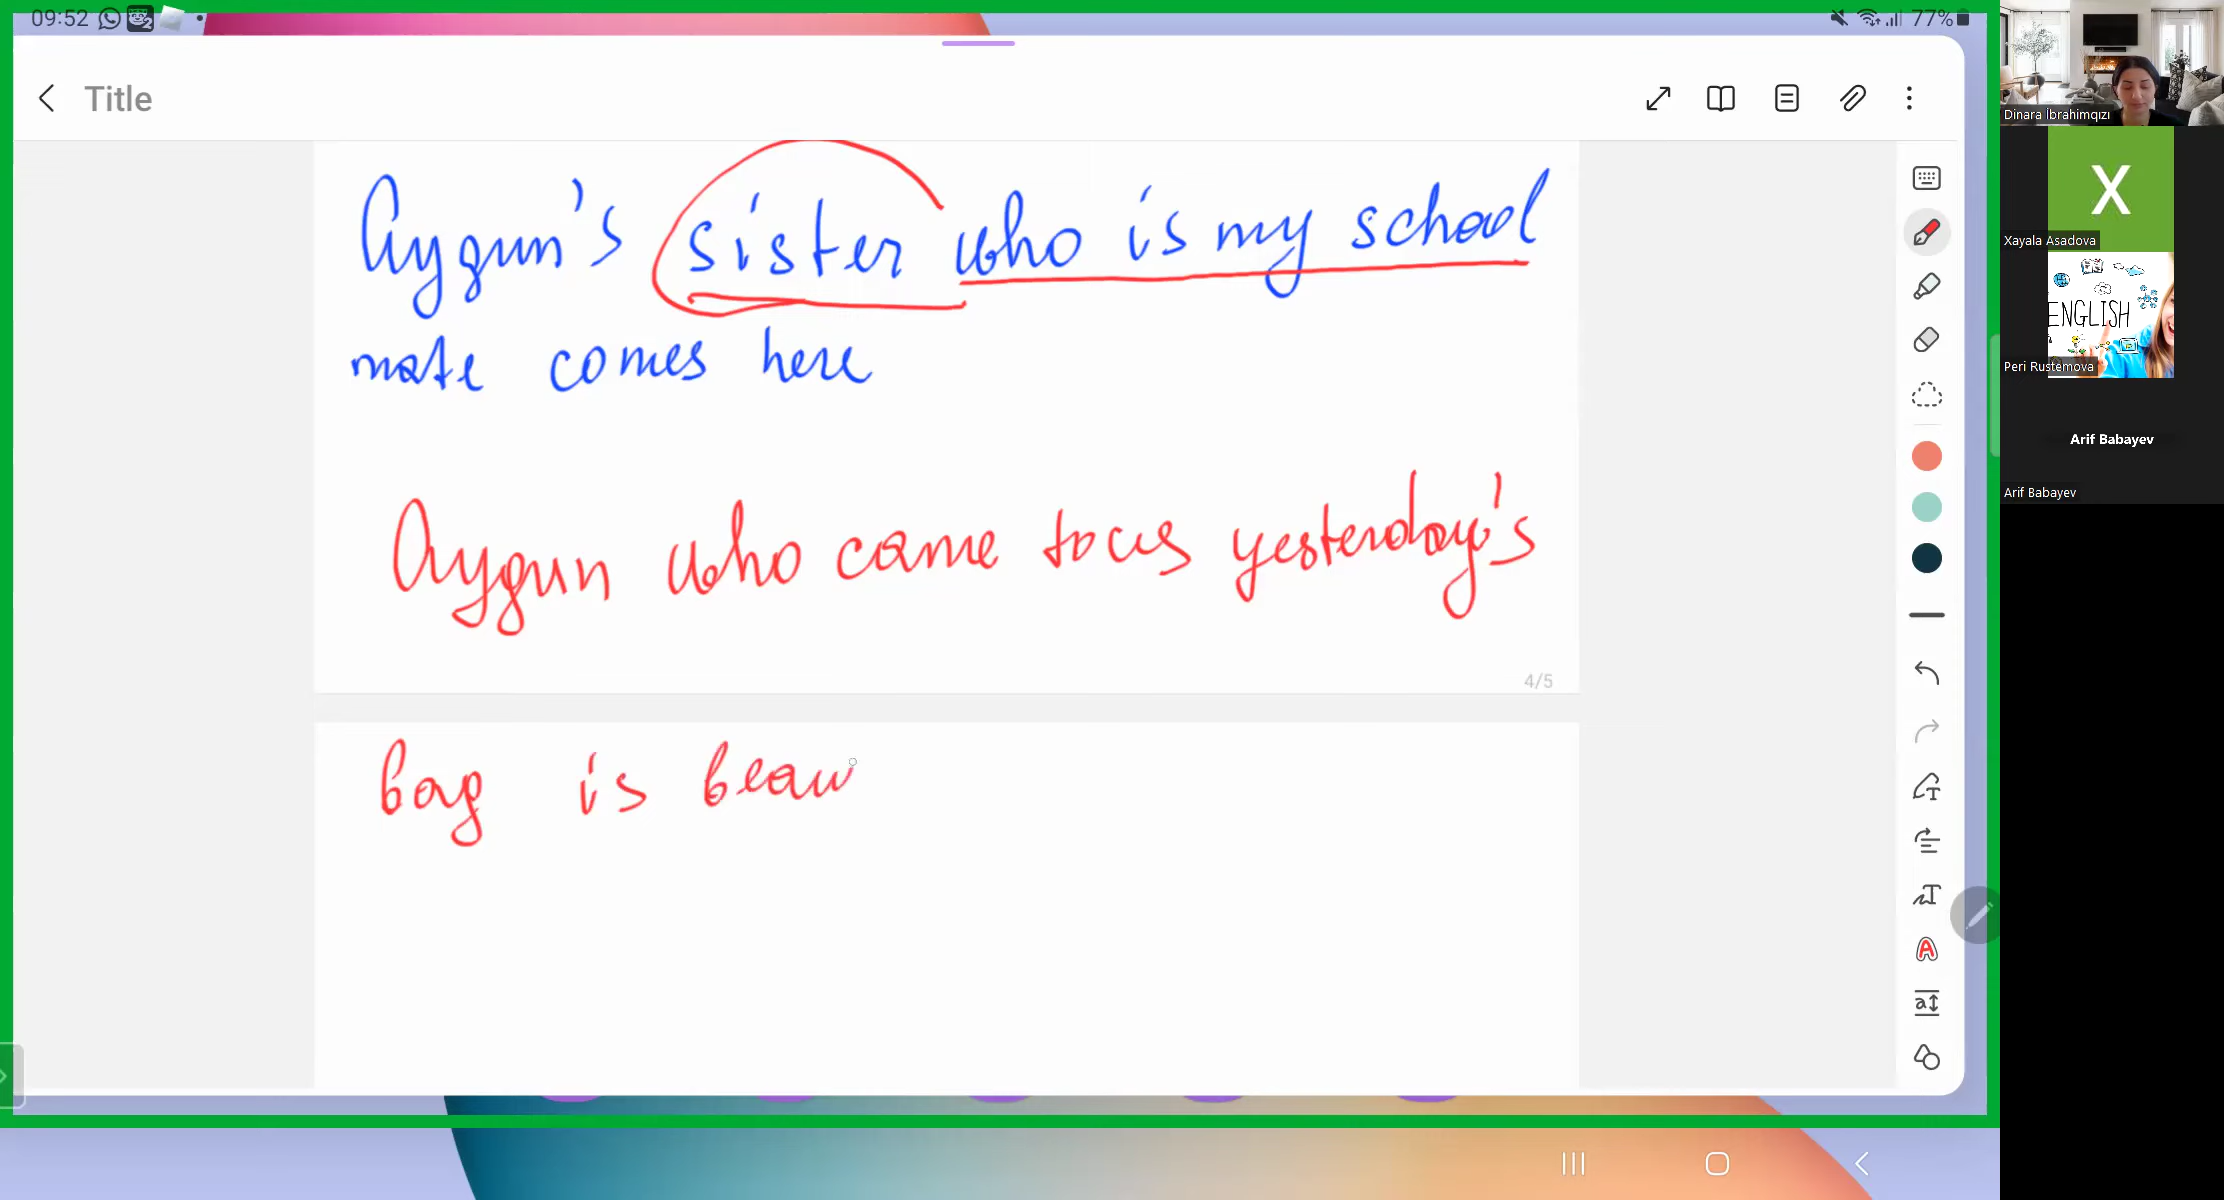 09:52
77%
Title
Aygun's sister who is my school
mate comes here
Aygun who came to us yesterday's
4/5
bag is beau
Dinara İbrahimqızı
X
Xayala Asadova
ENGLISH
Peri Rustemova
Arif Babayev
Arif Babayev